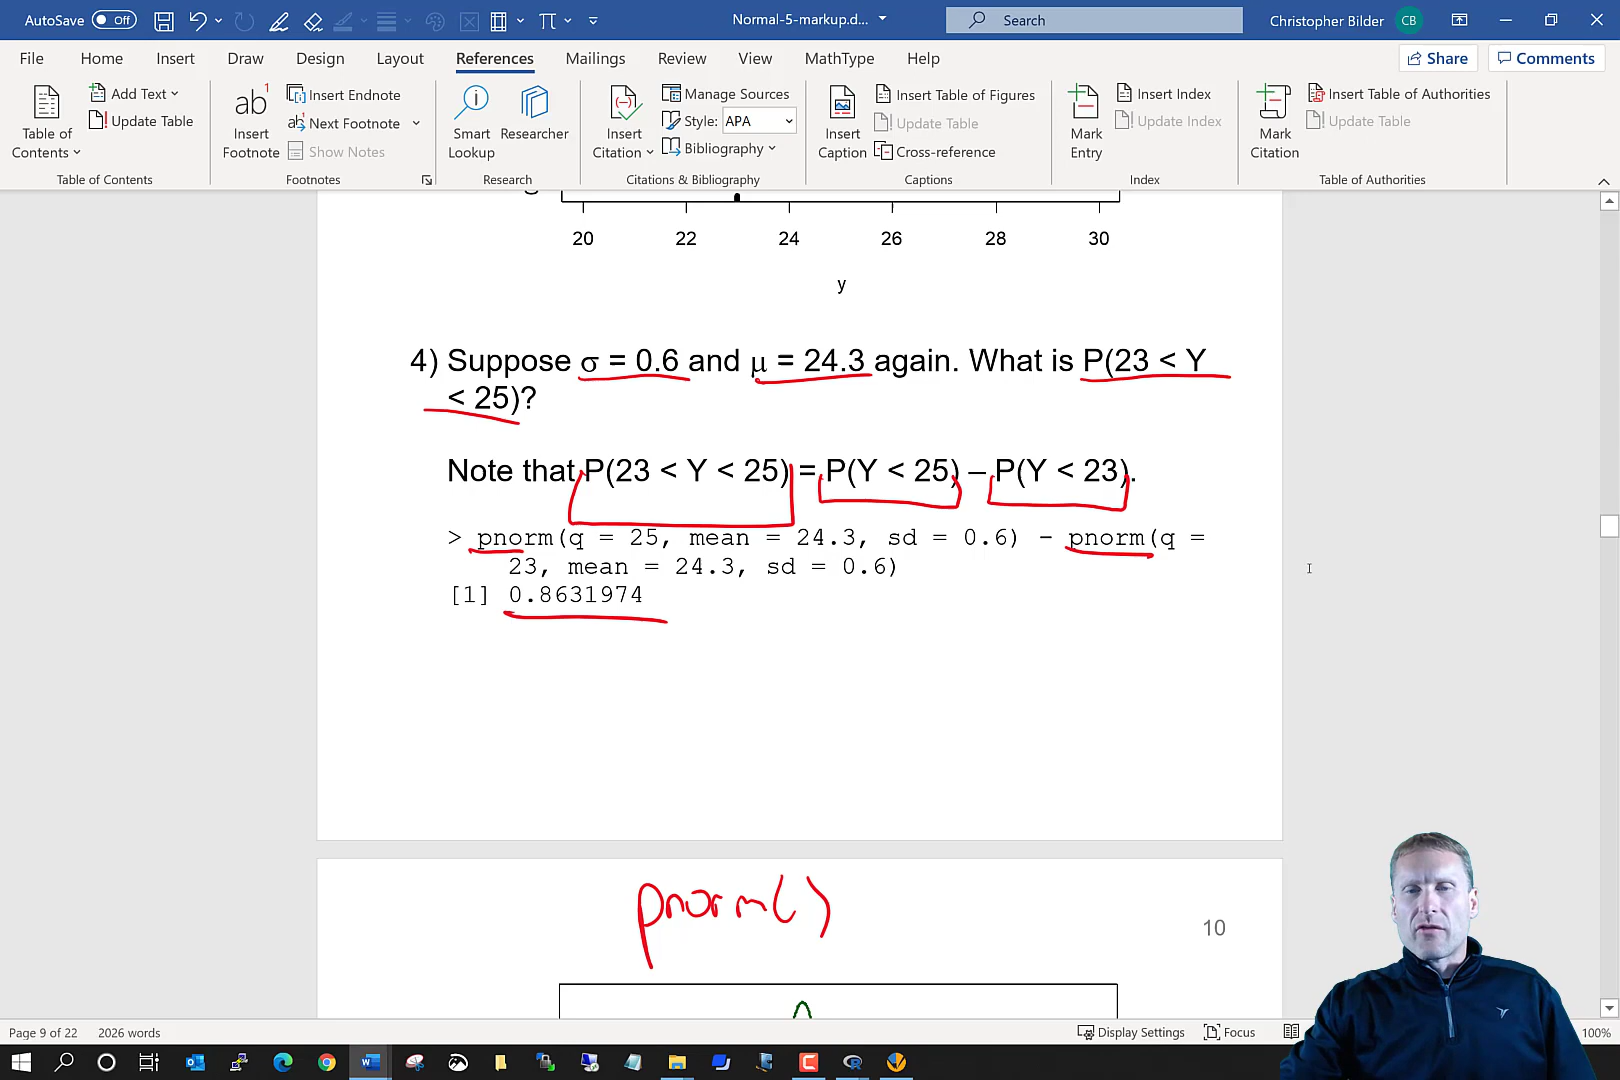 AutoSave Off Normal-5-markup.d... Search Christopher Bilder CB
File Home Insert Draw Design Layout References Mailings Review View MathType Help Share Comments
Table of Contents
Add Text
Update Table
Table of Contents
ab 1
Insert Footnote
Insert Endnote
Next Footnote
Show Notes
Footnotes
Smart Lookup
Researcher
Research
Insert Citation
Manage Sources
Style: APA
Bibliography
Citations & Bibliography
Insert Caption
Insert Table of Figures
Update Table
Cross-reference
Captions
Mark Entry
Insert Index
Update Index
Index
Mark Citation
Insert Table of Authorities
Update Table
Table of Authorities
20 22 24 26 28 30
y
4) Suppose σ = 0.6 and μ = 24.3 again. What is P(23 < Y
< 25)?
Note that P(23 < Y < 25) = P(Y < 25) – P(Y < 23).
> pnorm(q = 25, mean = 24.3, sd = 0.6) - pnorm(q =
23, mean = 24.3, sd = 0.6)
[1] 0.8631974
pnorm()
10
Page 9 of 22 2026 words Display Settings Focus 100%